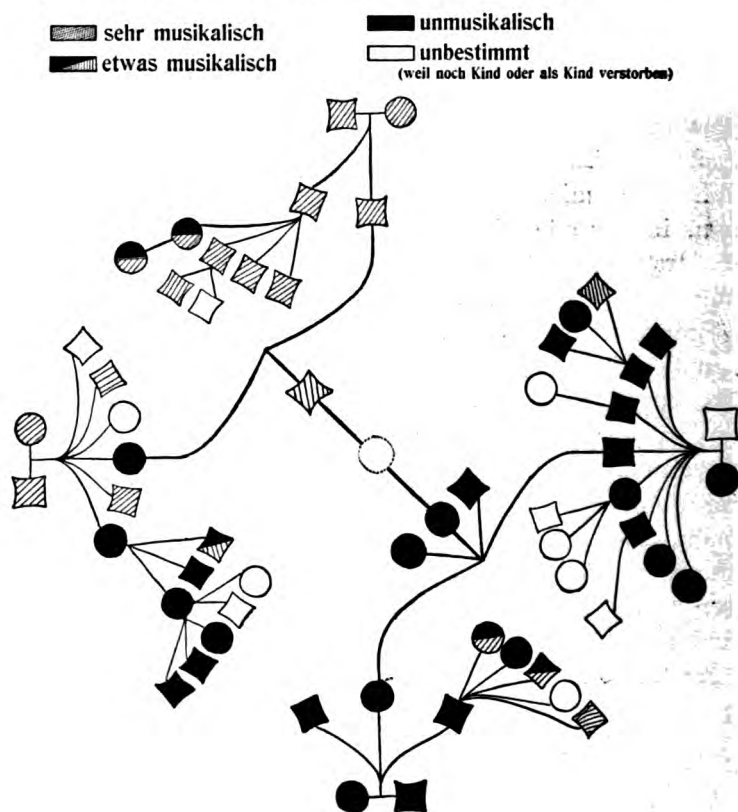 sehr musikalisch
etwas musikalisch
unmusikalisch
unbestimmt
(weil noch Kind oder als Kind verstorben)